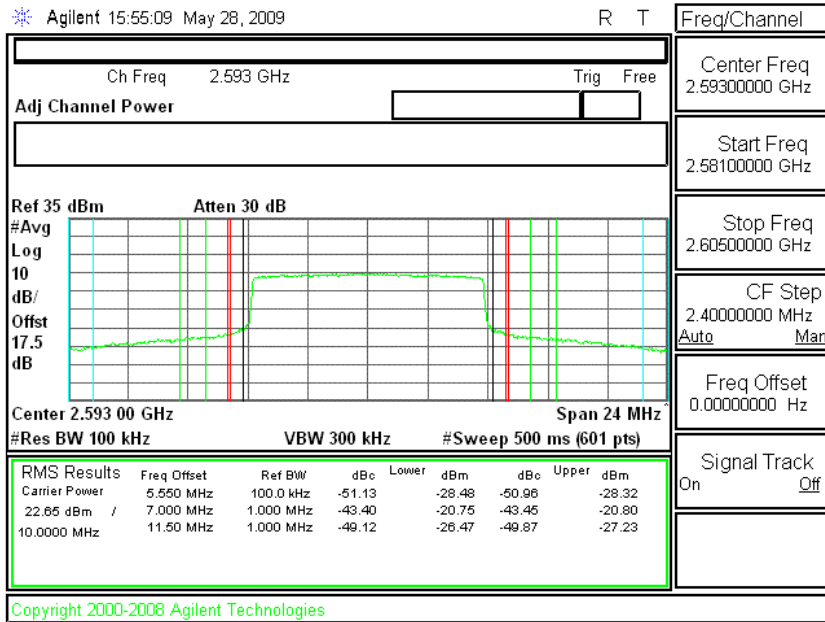 Agilent 15:55:09 May 28, 2009 R T
Freq/Channel
Ch Freq 2.593 GHz Trig Free
Adj Channel Power
Center Freq
2.59300000 GHz
Start Freq
2.58100000 GHz
Stop Freq
2.60500000 GHz
CF Step
2.40000000 MHz
Auto Man
Freq Offset
0.00000000 Hz
Signal Track
On Off
Ref 35 dBm Atten 30 dB
#Avg
Log
10
dB/
Offst
17.5
dB
Center 2.593 00 GHz Span 24 MHz^
#Res BW 100 kHz VBW 300 kHz #Sweep 500 ms (601 pts)
RMS Results Freq Offset Ref BW dBc Lower dBm dBc Upper dBm
Carrier Power 5.550 MHz 100.0 kHz -51.13 -28.48 -50.96 -28.32
22.65 dBm / 7.000 MHz 1.000 MHz -43.40 -20.75 -43.45 -20.80
10.0000 MHz 11.50 MHz 1.000 MHz -49.12 -26.47 -49.87 -27.23
Copyright 2000-2008 Agilent Technologies